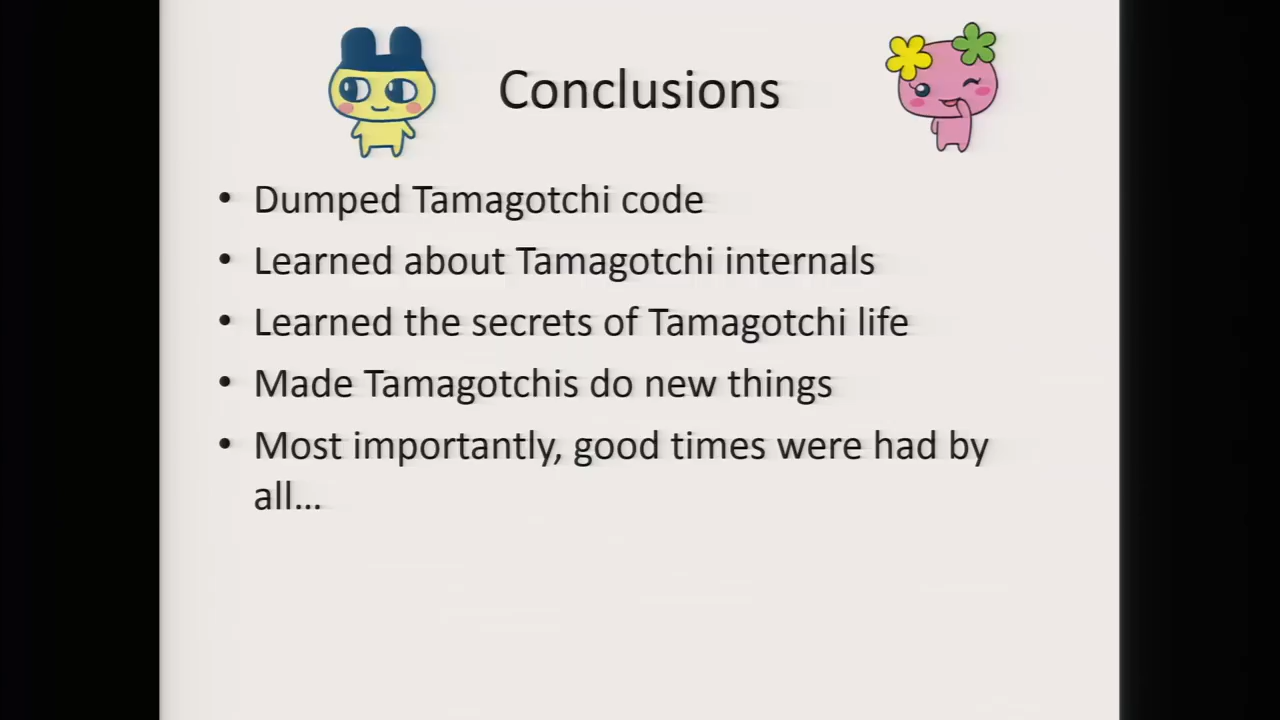 Conclusions
• Dumped Tamagotchi code
• Learned about Tamagotchi internals
• Learned the secrets of Tamagotchi life
• Made Tamagotchis do new things
• Most importantly, good times were had by
all…